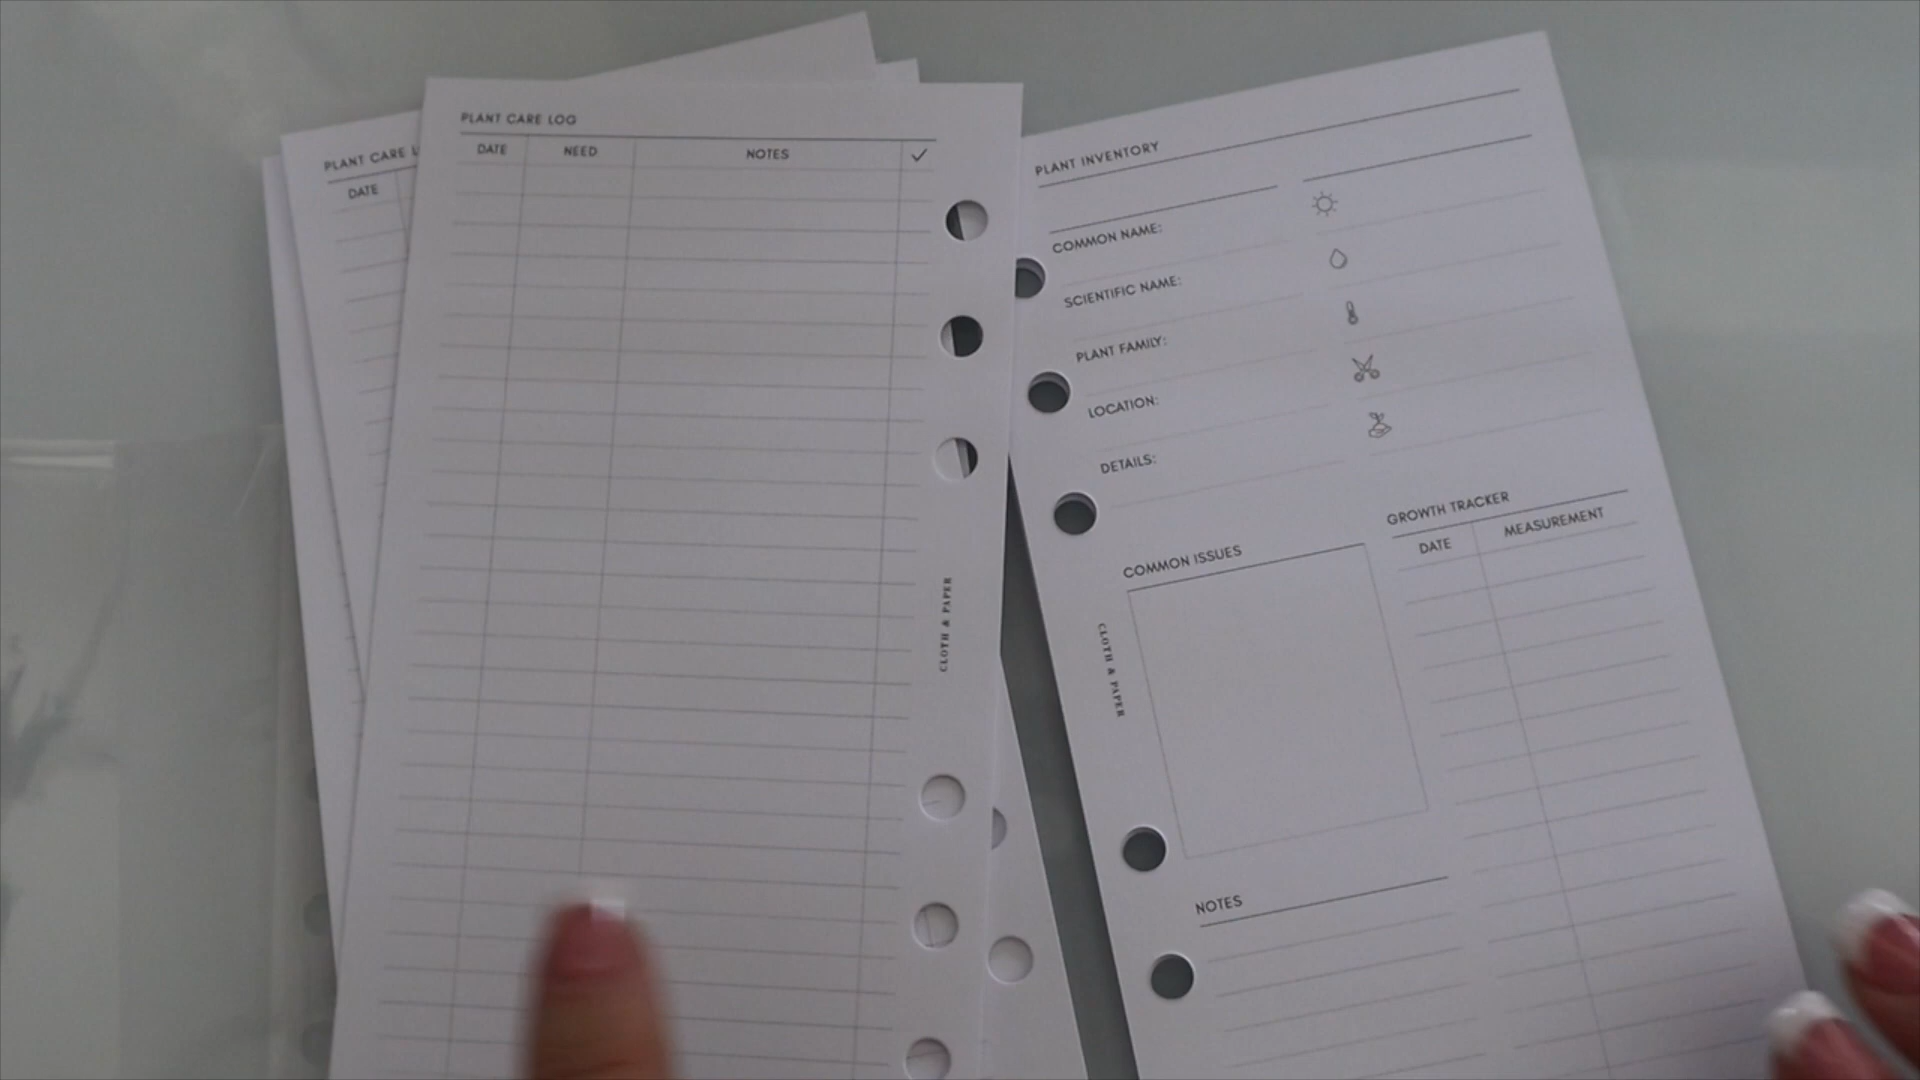 PLANT CARE L
DATE
PLANT CARE LOG
DATE NEED NOTES ✓
CLOTH & PAPER
PLANT INVENTORY
COMMON NAME:
SCIENTIFIC NAME:
PLANT FAMILY:
LOCATION:
DETAILS:
COMMON ISSUES
GROWTH TRACKER
DATE MEASUREMENT
CLOTH & PAPER
NOTES